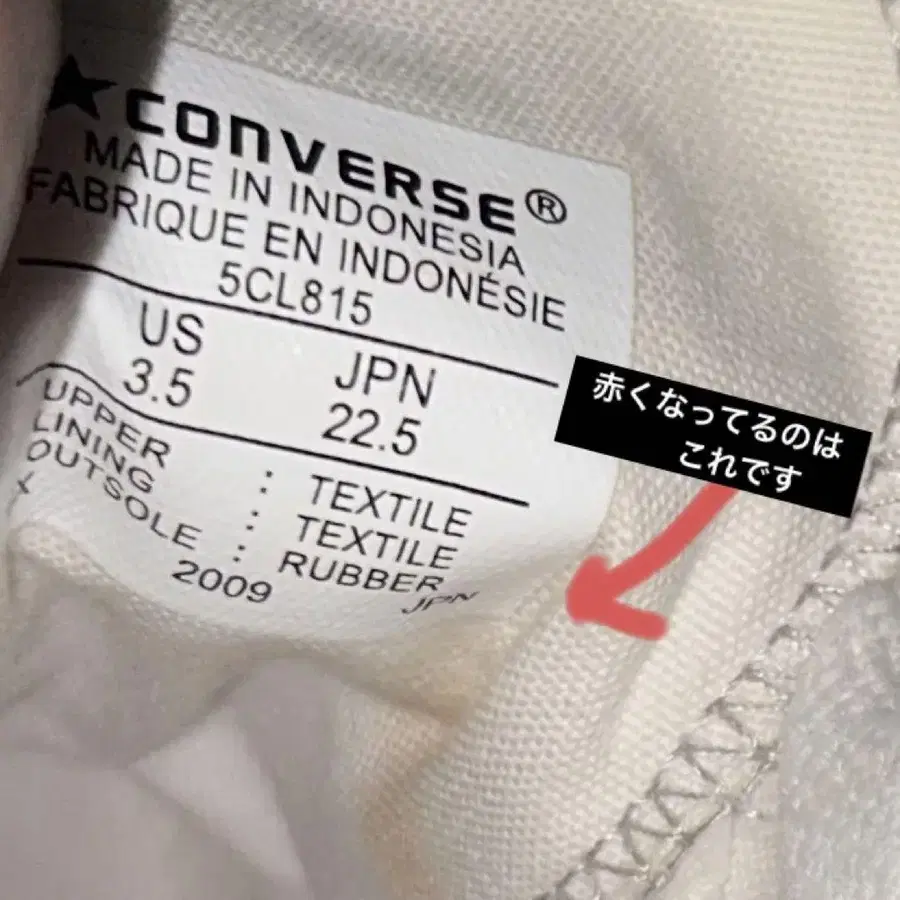 ★CONVERSE®
MADE IN INDONESIA
FABRIQUE EN INDONÉSIE
5CL815
US JPN
3.5 22.5
UPPER : TEXTILE
LINING : TEXTILE
OUTSOLE : RUBBER
X 2009 JPN
赤くなってるのは
これです